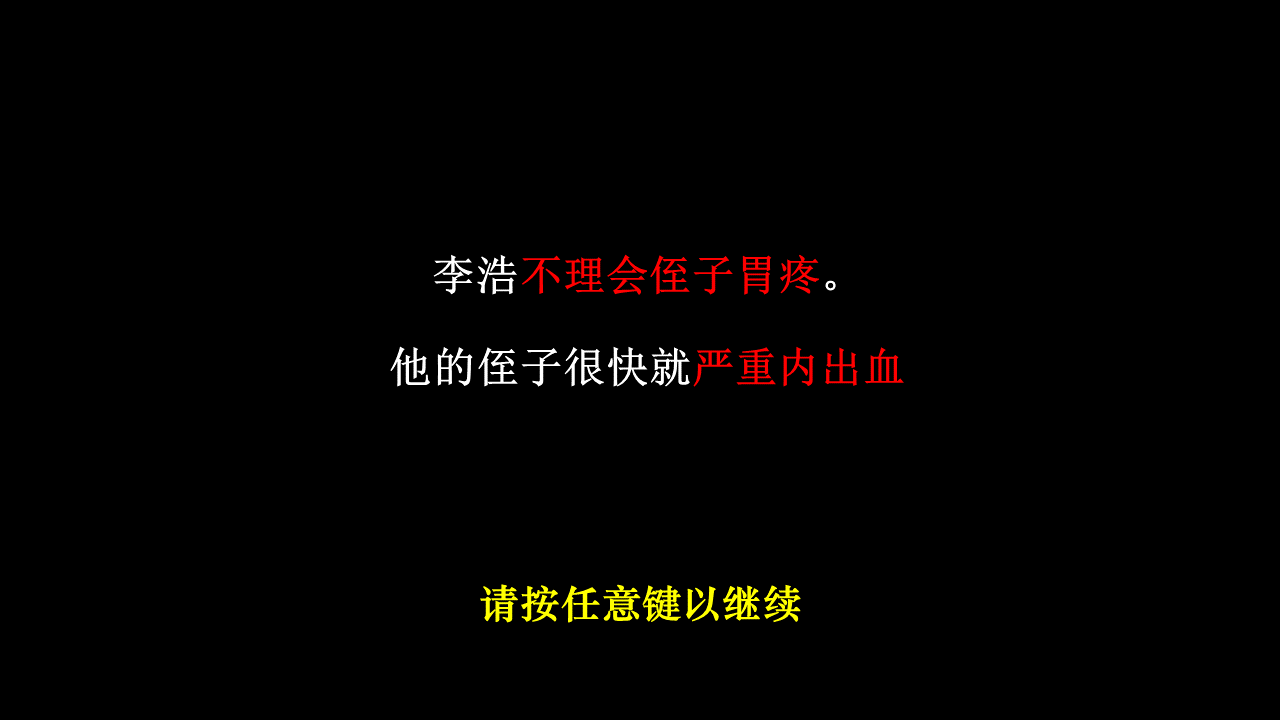 李浩不理会侄子胃疼。
他的侄子很快就严重内出血
请按任意键以继续